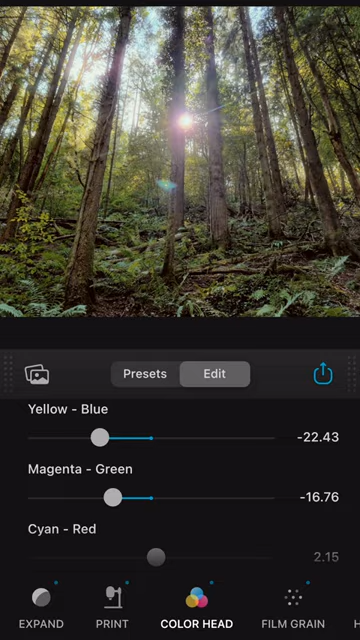 Presets Edit
Yellow - Blue
-22.43
Magenta - Green
-16.76
Cyan - Red
2.15
EXPAND PRINT COLOR HEAD FILM GRAIN H